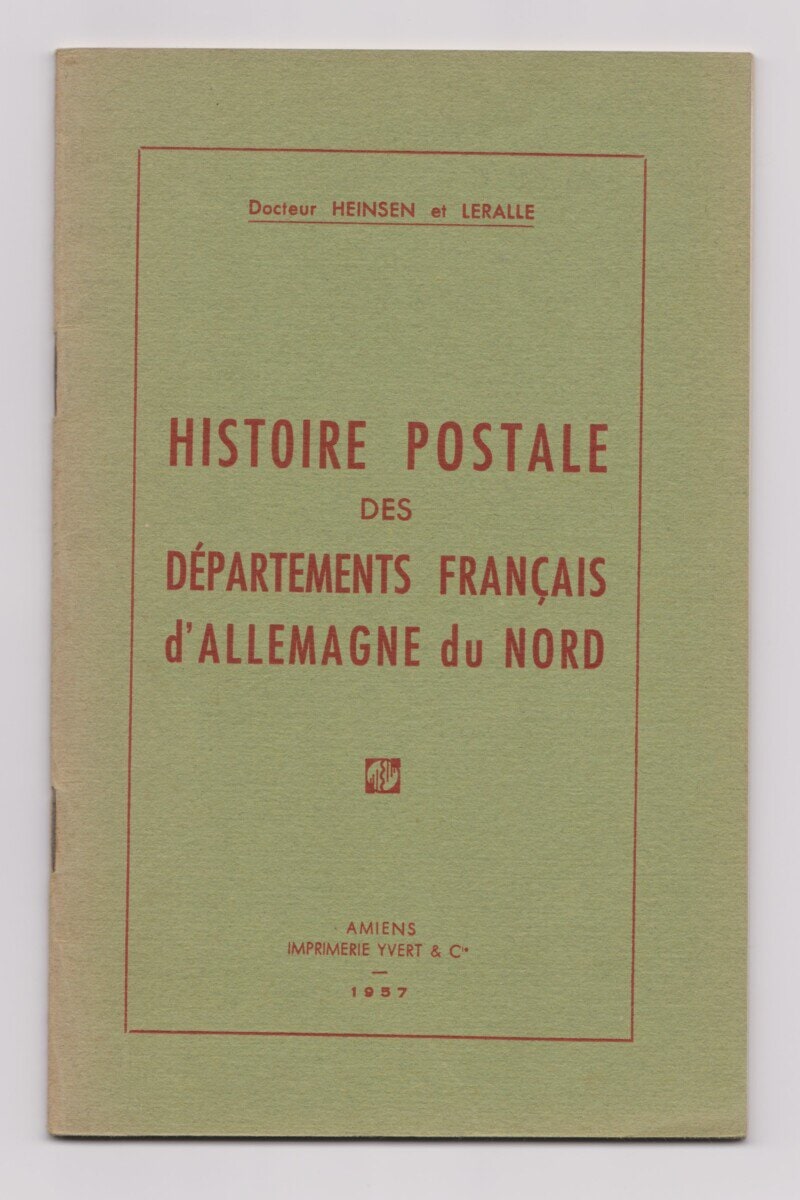 Docteur HEINSEN et LERALLE
HISTOIRE POSTALE
DES
DÉPARTEMENTS FRANÇAIS
d'ALLEMAGNE du NORD
AMIENS
IMPRIMERIE YVERT & Cie
1957